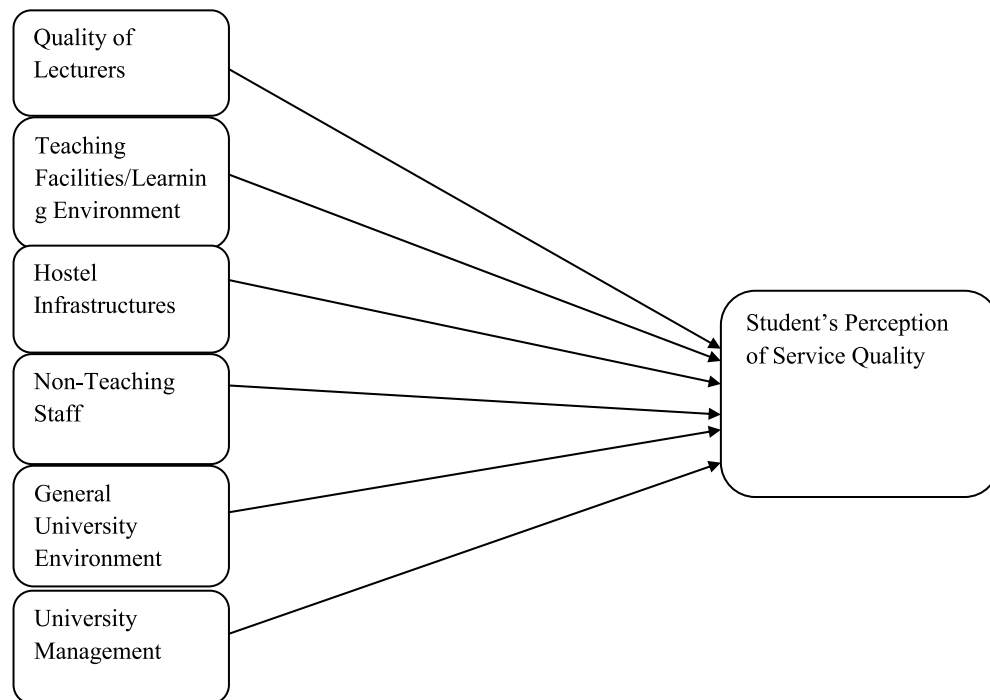 Quality of
Lecturers
Teaching
Facilities/Learnin
g Environment
Hostel
Infrastructures
Non-Teaching
Staff
General
University
Environment
University
Management
Student’s Perception
of Service Quality